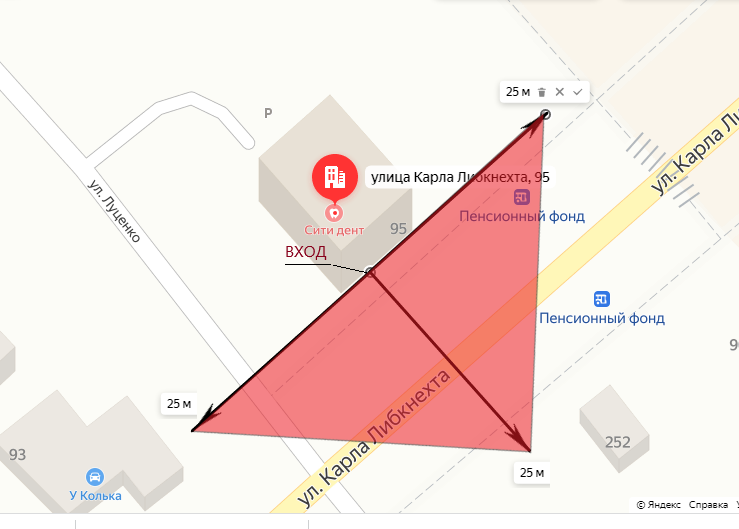 25 м
P
ул. Карла Ли
улица Карла Либкнехта, 95
Пенсионный фонд
ул. Луценко
Сити дент
95
ВХОД
Пенсионный фонд
25 м
ул. Карла Либкнехта
252
93
25 м
У Колька
© Яндекс Справка